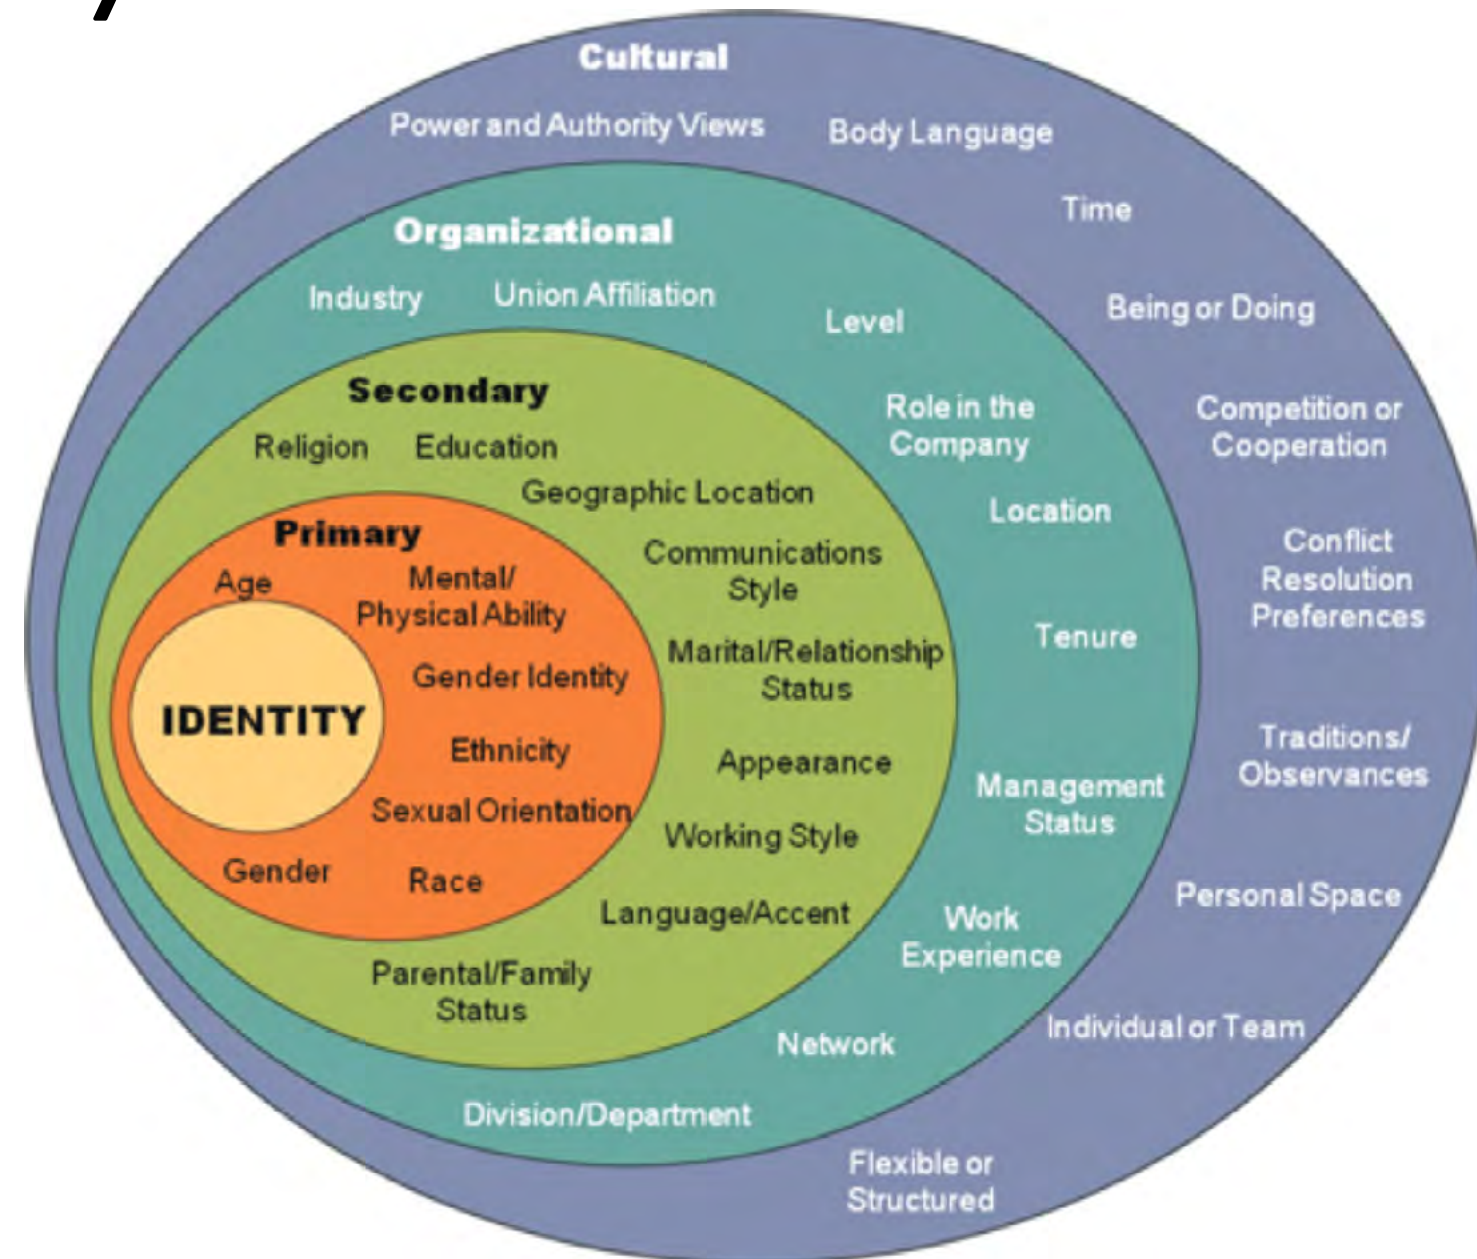 Cultural
Power and Authority Views
Body Language
Time
Being or Doing
Competition or
Cooperation
Conflict
Resolution
Preferences
Traditions/
Observances
Personal Space
Individual or Team
Flexible or
Structured
Organizational
Industry
Union Affiliation
Level
Role in the
Company
Location
Tenure
Management
Status
Work
Experience
Network
Division/Department
Secondary
Religion
Education
Geographic Location
Communications
Style
Marital/Relationship
Status
Appearance
Working Style
Language/Accent
Parental/Family
Status
Primary
Age
Mental/
Physical Ability
Gender Identity
Ethnicity
Sexual Orientation
Race
Gender
IDENTITY